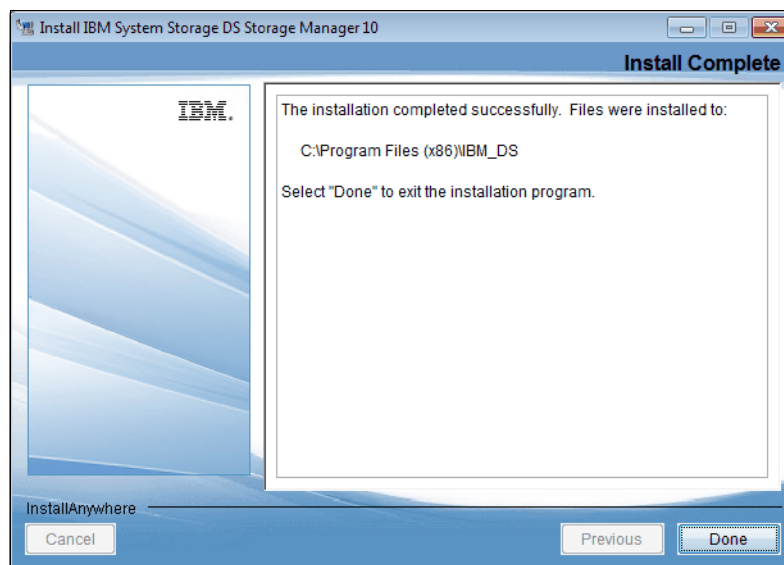 Install IBM System Storage DS Storage Manager 10
Install Complete
IBM.
The installation completed successfully. Files were installed to:
C:\Program Files (x86)\IBM_DS
Select "Done" to exit the installation program.
InstallAnywhere
Cancel
Previous
Done